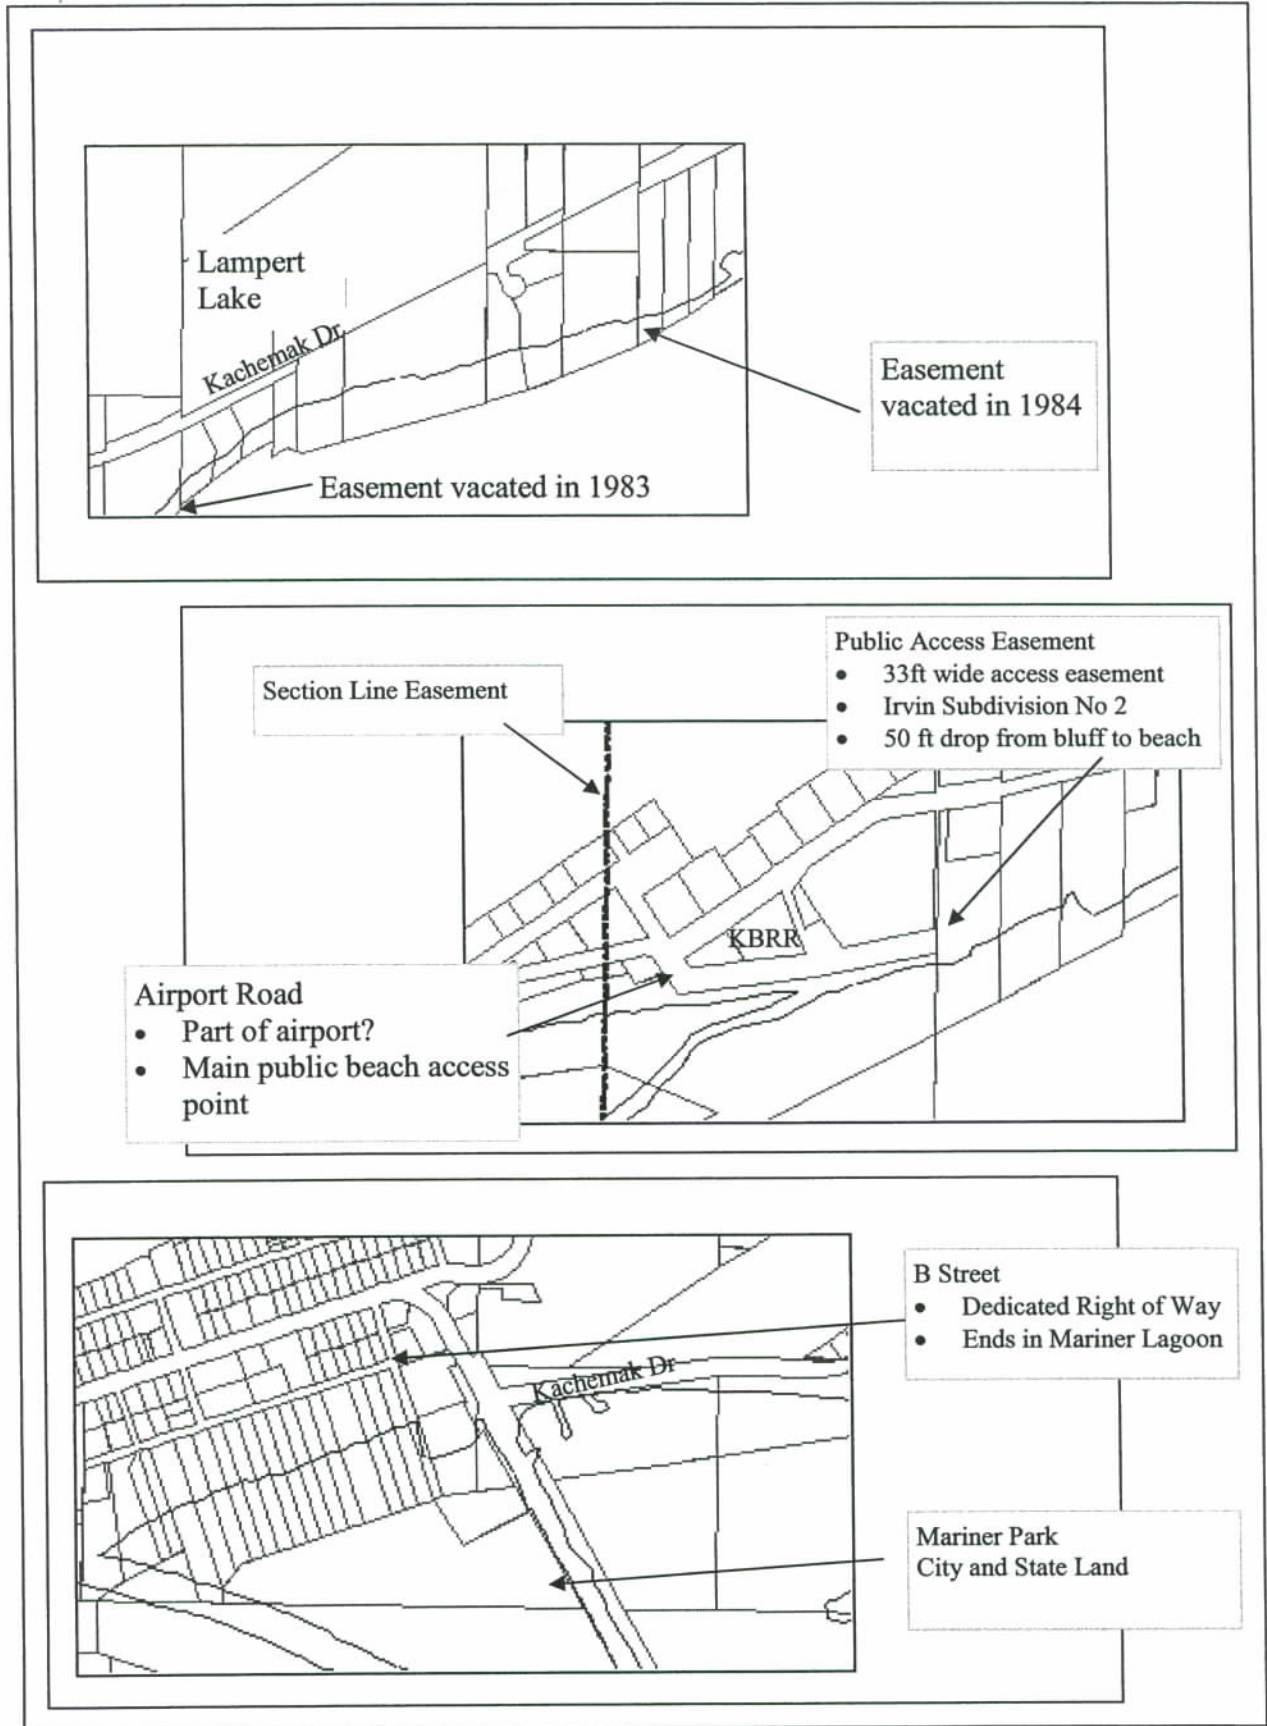 Lampert
Lake
Kachemak Dr
Easement
vacated in 1984
Easement vacated in 1983
Public Access Easement
• 33ft wide access easement
• Irvin Subdivision No 2
• 50 ft drop from bluff to beach
Section Line Easement
KBRR
Airport Road
• Part of airport?
• Main public beach access
point
B Street
• Dedicated Right of Way
• Ends in Mariner Lagoon
Kachemak Dr
Mariner Park
City and State Land